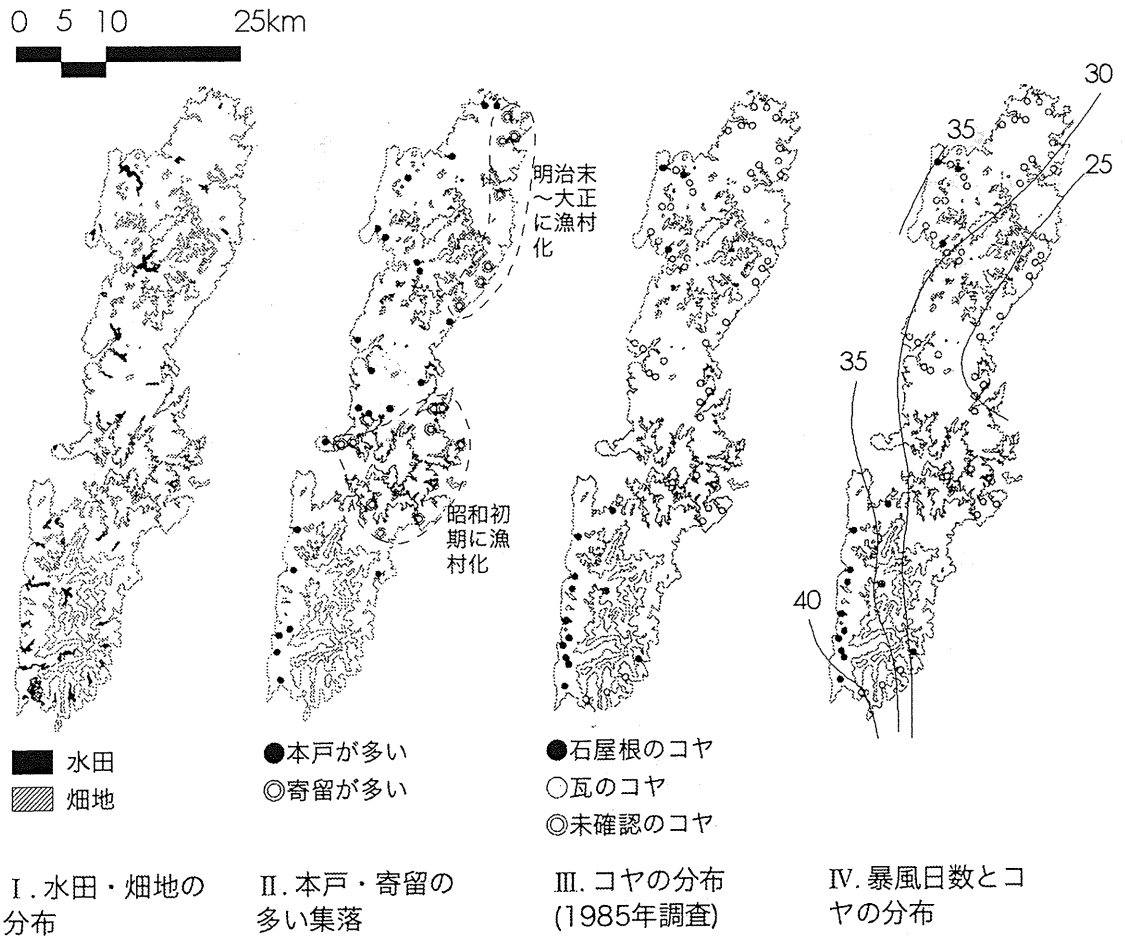 0 5 10 25km
明治末
～大正
に漁村
化
昭和初
期に漁
村化
30
35
25
35
40
水田
畑地
本戸が多い
寄留が多い
石屋根のコヤ
瓦のコヤ
未確認のコヤ
Ⅰ.水田・畑地の
分布
Ⅱ.本戸・寄留の
多い集落
Ⅲ.コヤの分布
(1985年調査)
Ⅳ.暴風日数とコ
ヤの分布